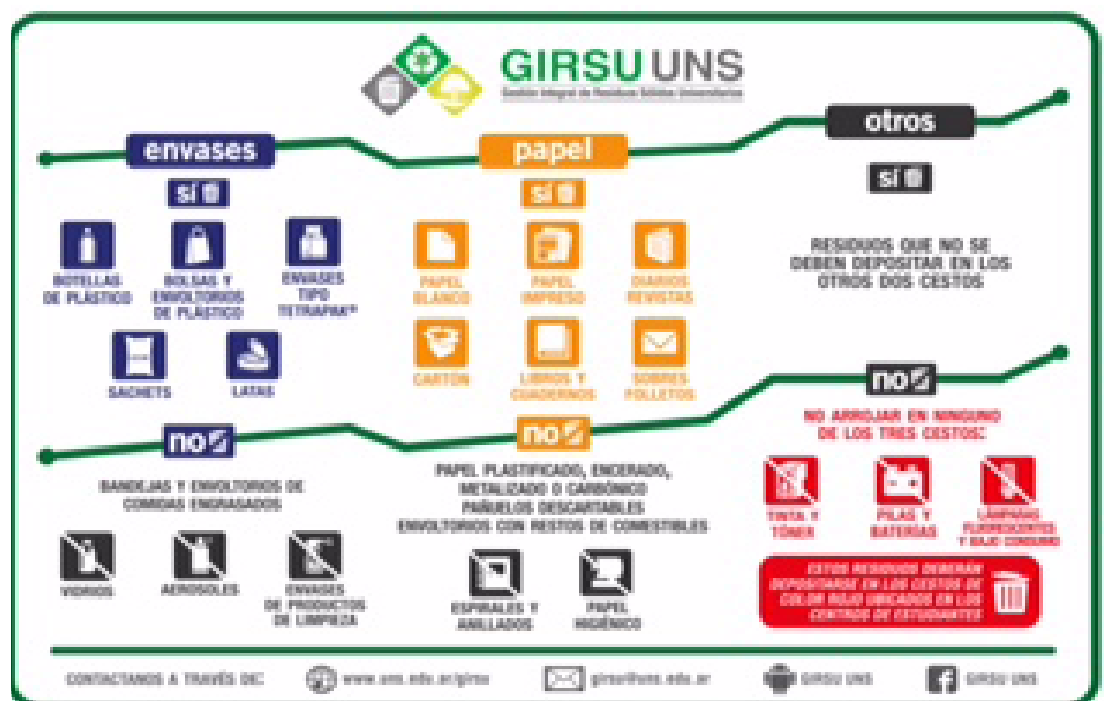 GIRSU UNS
Gestión Integral de Residuos Sólidos Universitarios
envases
sí
BOTELLAS
DE PLÁSTICO
BOLSAS Y
ENVOLTORIOS
DE PLÁSTICO
ENVASES
TIPO
TETRAPAK®
SACHETS
LATAS
no
BANDEJAS Y ENVOLTORIOS DE
COMIDAS ENGRASADOS
VIDRIOS
AEROSOLES
ENVASES
DE PRODUCTOS
DE LIMPIEZA
papel
sí
PAPEL
BLANCO
PAPEL
IMPRESO
DIARIOS
REVISTAS
CARTÓN
LIBROS Y
CUADERNOS
SOBRES
FOLLETOS
no
PAPEL PLASTIFICADO, ENCERADO,
METALIZADO O CARBÓNICO
PAÑUELOS DESCARTABLES
ENVOLTORIOS CON RESTOS DE COMESTIBLES
ESPIRALES Y
ANILLADOS
PAPEL
HIGIÉNICO
otros
sí
RESIDUOS QUE NO SE
DEBEN DEPOSITAR EN LOS
OTROS DOS CESTOS
no
NO ARROJAR EN NINGUNO
DE LOS TRES CESTOS:
TINTA Y
TÓNER
PILAS Y
BATERÍAS
LÁMPARAS
FLUORESCENTES
Y BAJO CONSUMO
ESTOS RESIDUOS DEBERÁN
DEPOSITARSE EN LOS CESTOS DE
COLOR ROJO UBICADOS EN LOS
CENTROS DE ESTUDIANTES
CONTACTANOS A TRAVÉS DE:
www.uns.edu.ar/girsu
girsu@uns.edu.ar
GIRSU UNS
GIRSU UNS